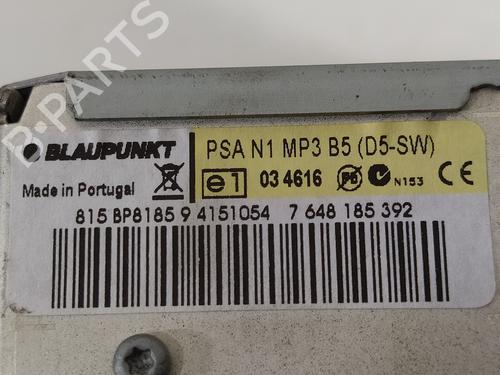 BLAUPUNKT
PSA N1 MP3 B5 (D5-SW)
Made in Portugal
e1 03 4616 N153 CE
815 BP8185 9 4151054 7 648 185 392
B-PARTS